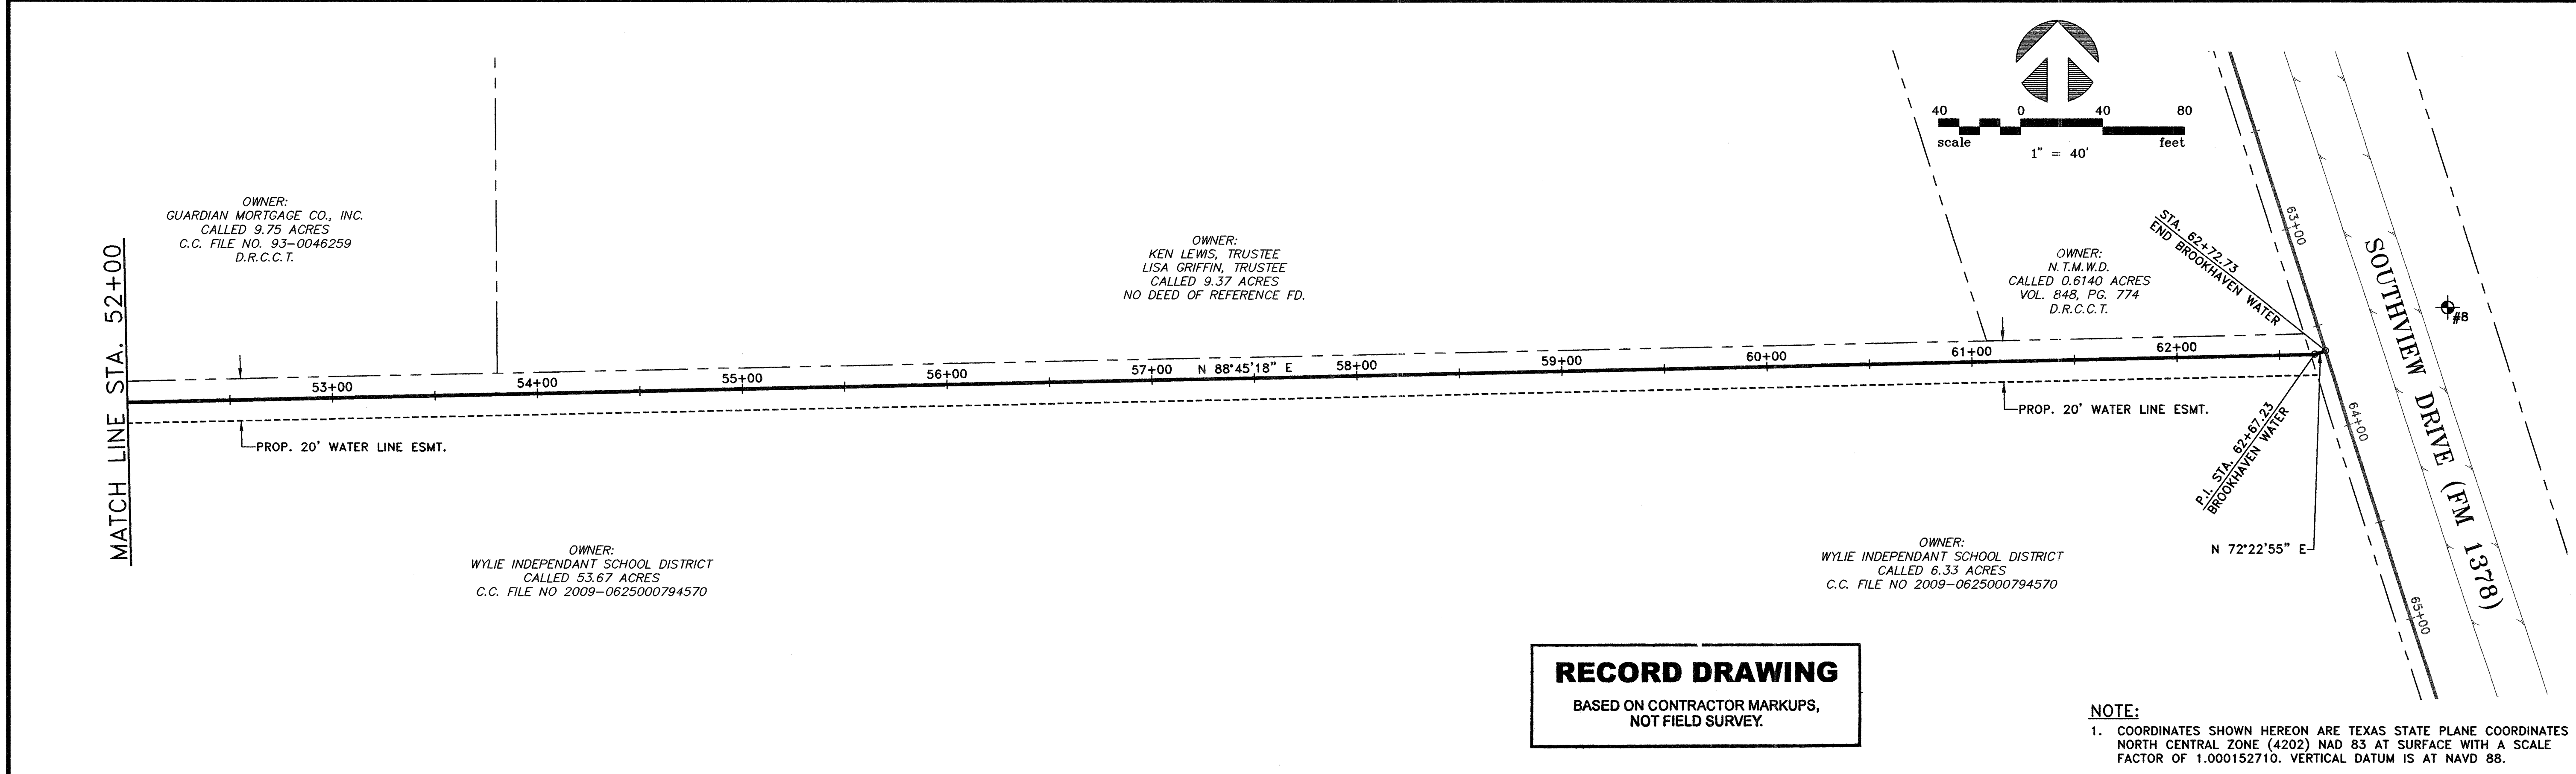 40 0 40 80
scale feet
1" = 40'
OWNER:
GUARDIAN MORTGAGE CO., INC.
CALLED 9.75 ACRES
C.C. FILE NO. 93-0046259
D.R.C.C.T.
OWNER:
KEN LEWIS, TRUSTEE
LISA GRIFFIN, TRUSTEE
CALLED 9.37 ACRES
NO DEED OF REFERENCE FD.
OWNER:
N.T.M.W.D.
CALLED 0.6140 ACRES
VOL. 848, PG. 774
D.R.C.C.T.
STA. 62+72.73
END BROOKHAVEN WATER
63+00
SOUTHVIEW DRIVE (FM 1378)
#8
MATCH LINE STA. 52+00
53+00
54+00
55+00
56+00
57+00
N 88°45'18" E
58+00
59+00
60+00
61+00
62+00
64+00
65+00
PROP. 20' WATER LINE ESMT.
PROP. 20' WATER LINE ESMT.
P.I. STA. 62+67.23
BROOKHAVEN WATER
N 72°22'55" E
OWNER:
WYLIE INDEPENDANT SCHOOL DISTRICT
CALLED 53.67 ACRES
C.C. FILE NO 2009-0625000794570
OWNER:
WYLIE INDEPENDANT SCHOOL DISTRICT
CALLED 6.33 ACRES
C.C. FILE NO 2009-0625000794570
RECORD DRAWING
BASED ON CONTRACTOR MARKUPS,
NOT FIELD SURVEY.
NOTE:
1. COORDINATES SHOWN HEREON ARE TEXAS STATE PLANE COORDINATES
NORTH CENTRAL ZONE (4202) NAD 83 AT SURFACE WITH A SCALE
FACTOR OF 1.000152710. VERTICAL DATUM IS AT NAVD 88.